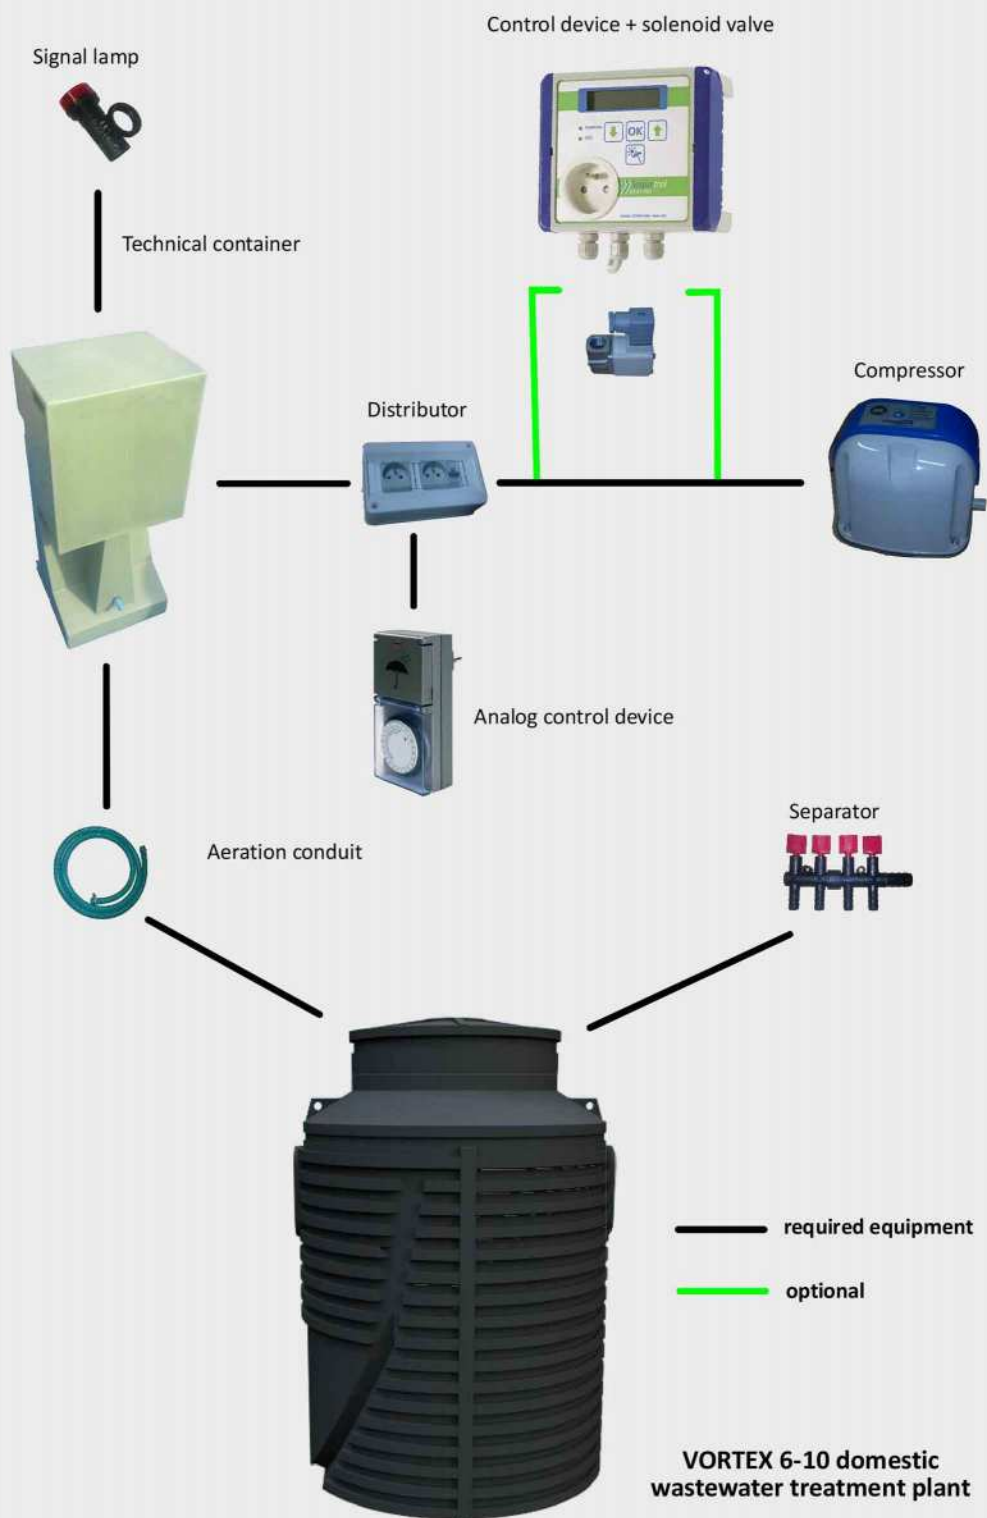 Control device + solenoid valve
Signal lamp
OK
Technical container
Compressor
Distributor
Analog control device
Separator
Aeration conduit
required equipment
optional
VORTEX 6-10 domestic
wastewater treatment plant